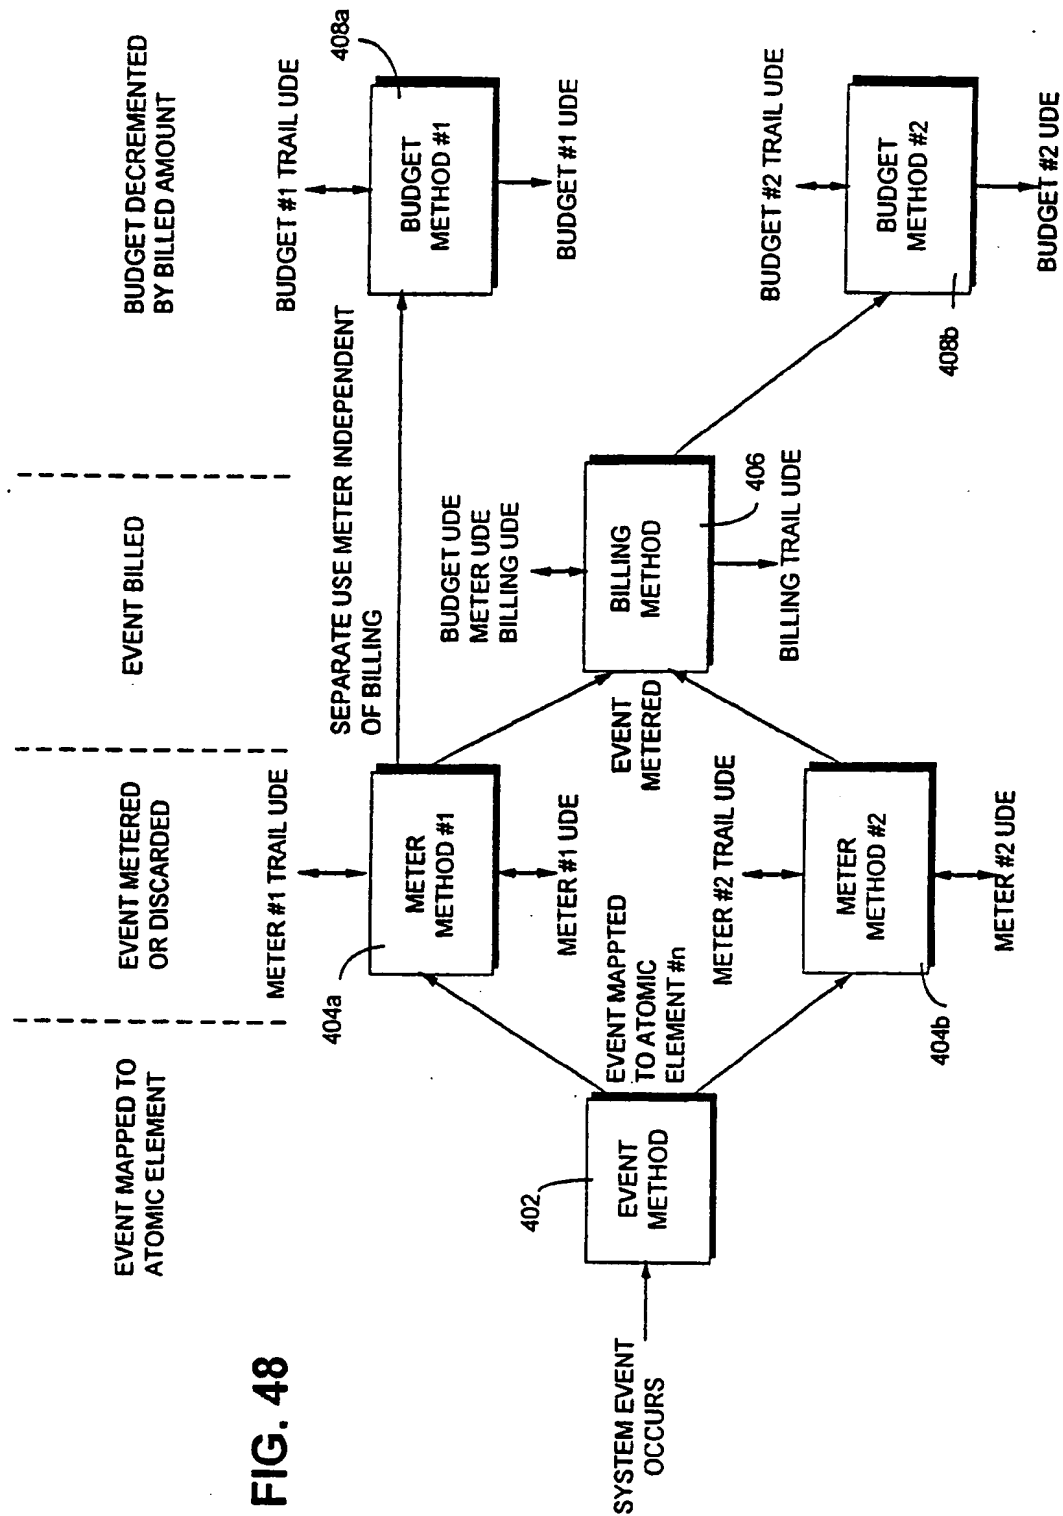 FIG. 48
EVENT MAPPED TO
ATOMIC ELEMENT
EVENT METERED
OR DISCARDED
EVENT BILLED
BUDGET DECREMENTED
BY BILLED AMOUNT
SYSTEM EVENT
OCCURS
402
EVENT
METHOD
EVENT MAPPTED
TO ATOMIC
ELEMENT #n
METER #1 TRAIL UDE
404a
METER
METHOD #1
METER #1 UDE
METER #2 TRAIL UDE
METER
METHOD #2
404b
METER #2 UDE
SEPARATE USE METER INDEPENDENT
OF BILLING
EVENT
METERED
BUDGET UDE
METER UDE
BILLING UDE
BILLING
METHOD
406
BILLING TRAIL UDE
BUDGET #1 TRAIL UDE
408a
BUDGET
METHOD #1
BUDGET #1 UDE
BUDGET #2 TRAIL UDE
BUDGET
METHOD #2
408b
BUDGET #2 UDE